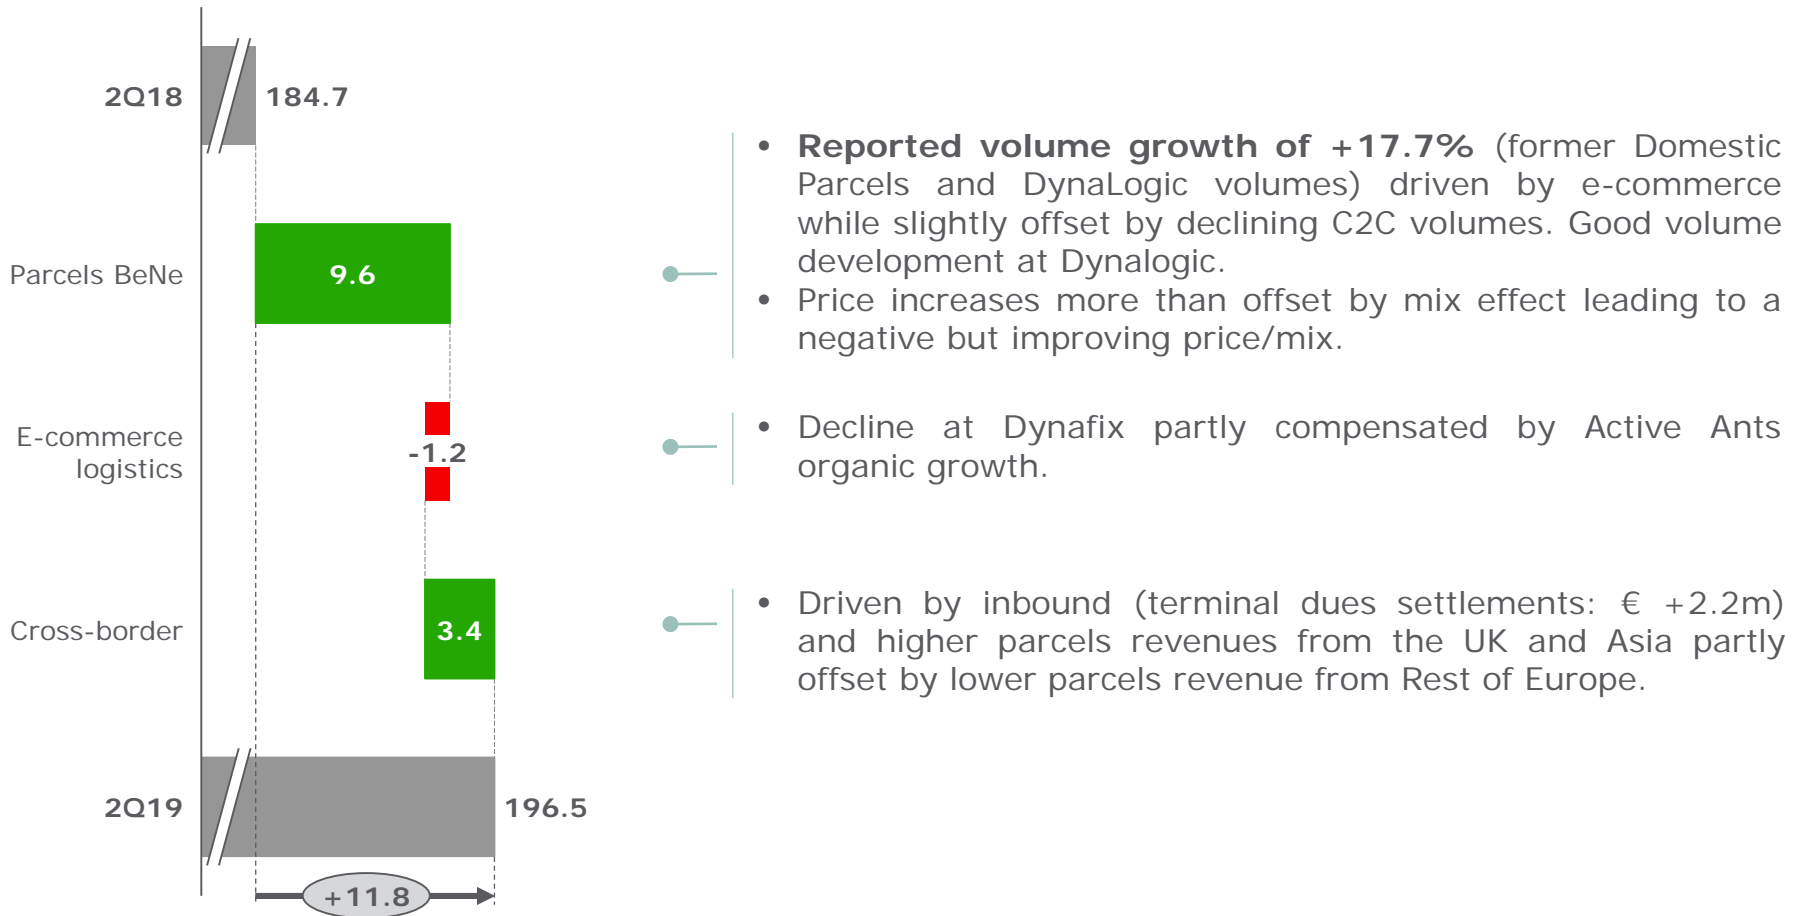 2Q18
184.7
Parcels BeNe
9.6
• Reported volume growth of +17.7% (former Domestic
Parcels and DynaLogic volumes) driven by e-commerce
while slightly offset by declining C2C volumes. Good volume
development at Dynalogic.
• Price increases more than offset by mix effect leading to a
negative but improving price/mix.
E-commerce
logistics
-1.2
• Decline at Dynafix partly compensated by Active Ants
organic growth.
Cross-border
3.4
• Driven by inbound (terminal dues settlements: € +2.2m)
and higher parcels revenues from the UK and Asia partly
offset by lower parcels revenue from Rest of Europe.
2Q19
196.5
+11.8